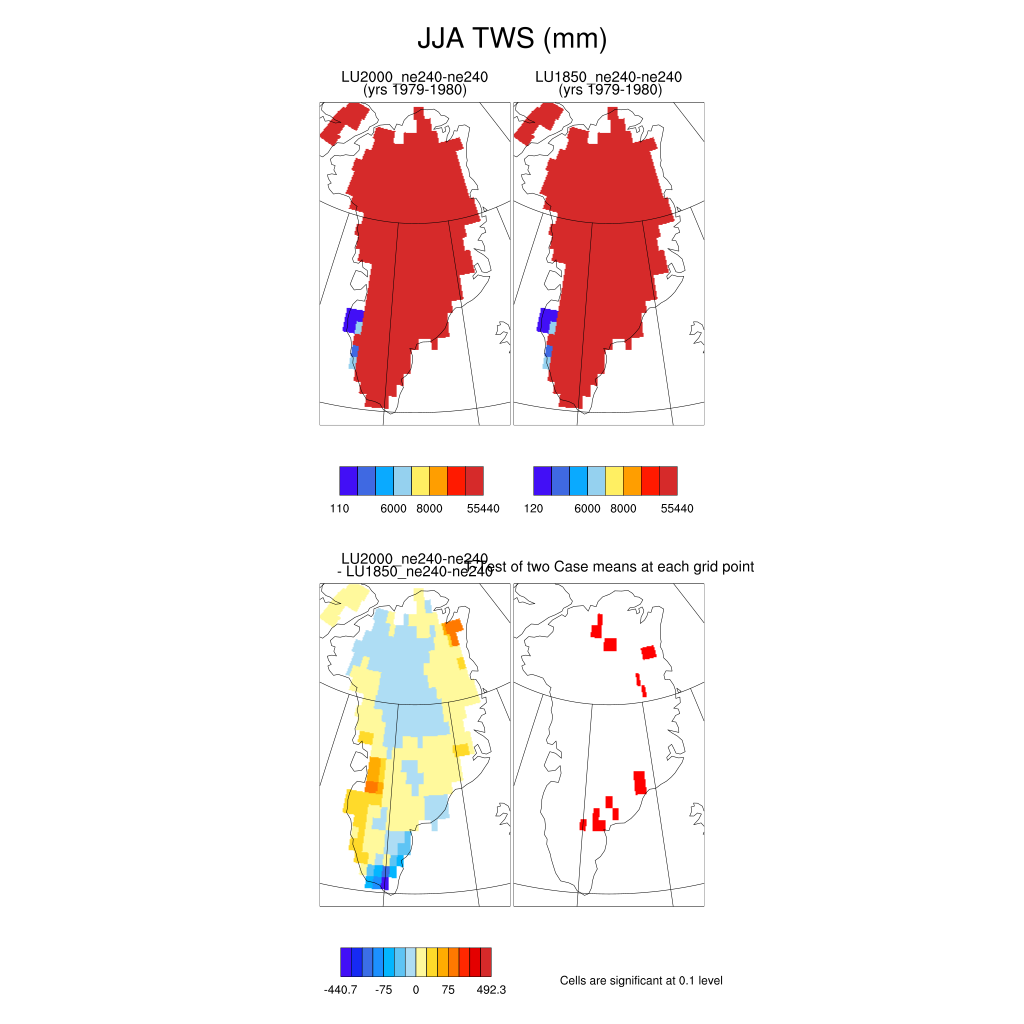 JJA TWS (mm)
LU2000_ne240-ne240
(yrs 1979-1980)
LU1850_ne240-ne240
(yrs 1979-1980)
110 6000 8000 55440
120 6000 8000 55440
LU2000_ne240-ne240
- LU1850_ne240-ne240
T-Test of two Case means at each grid point
-440.7 -75 0 75 492.3
Cells are significant at 0.1 level